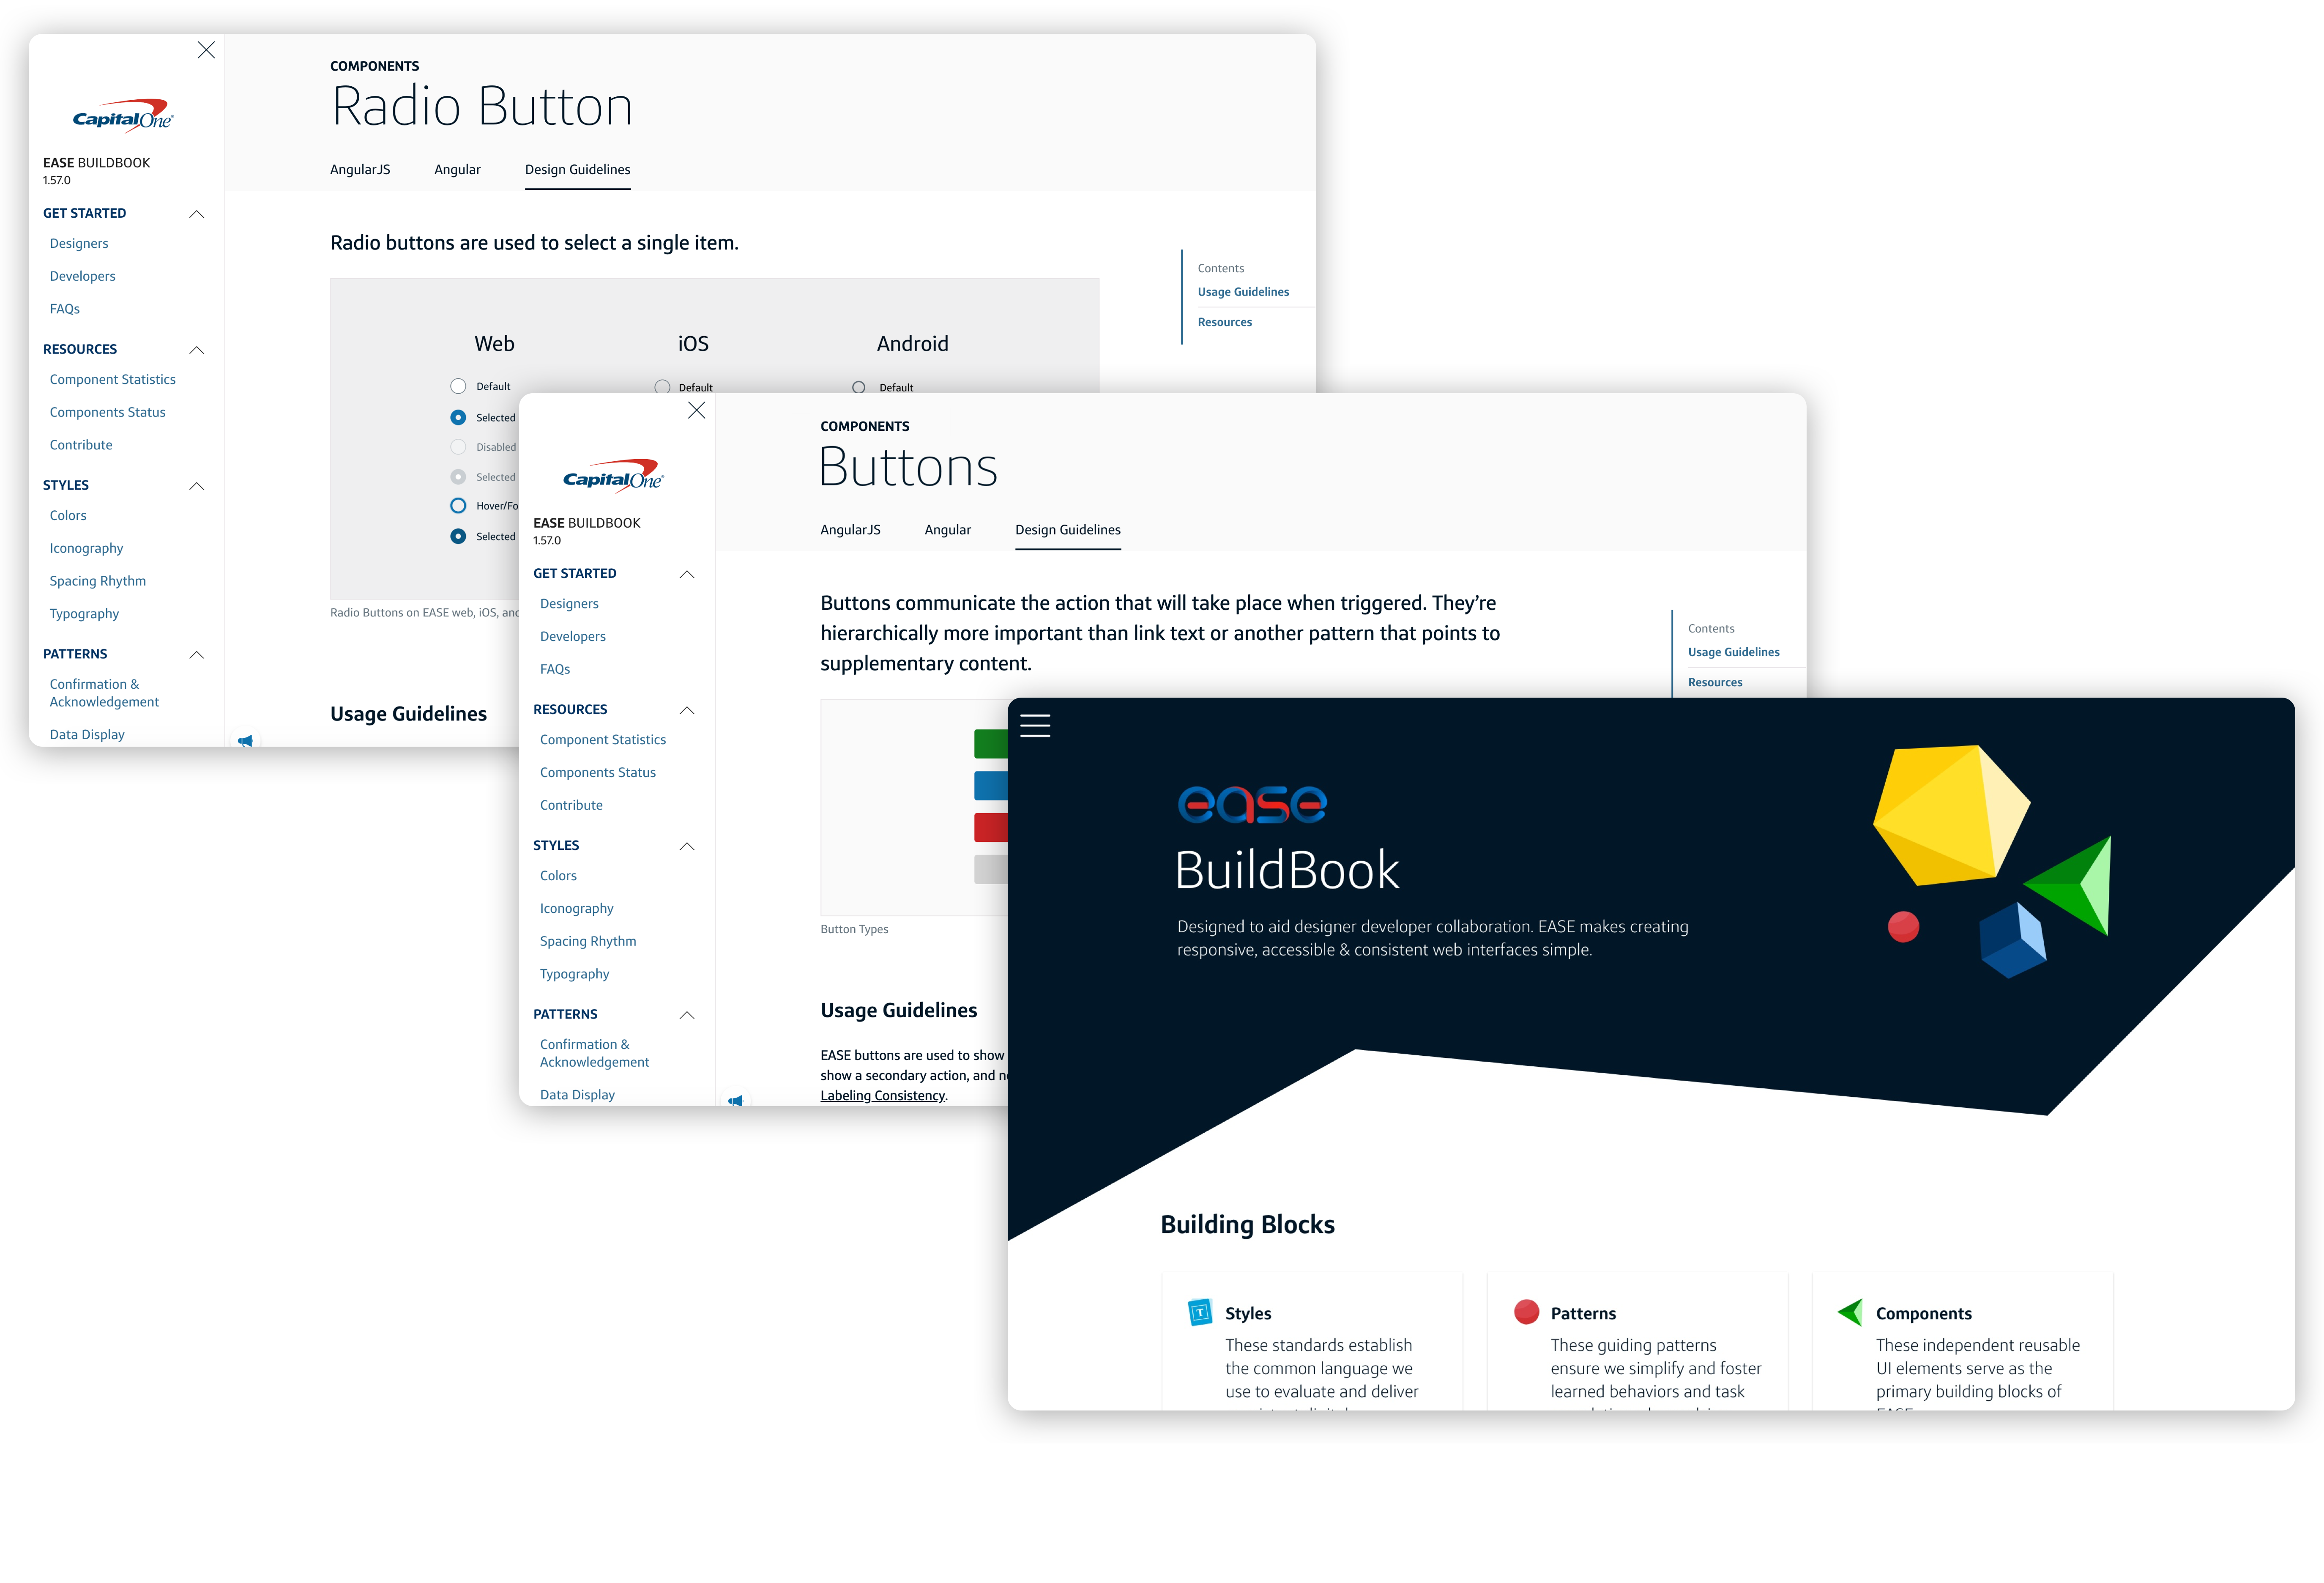 CapitalOne
EASE BUILDBOOK
1.57.0
GET STARTED
Designers
Developers
FAQs
RESOURCES
Component Statistics
Components Status
Contribute
STYLES
Colors
Iconography
Spacing Rhythm
Typography
PATTERNS
Confirmation &
Acknowledgement
Data Display
COMPONENTS
Radio Button
AngularJS Angular Design Guidelines
Radio buttons are used to select a single item.
Web iOS Android
Default Default Default
Selected
Disabled
Selected
Hover/Fo
Selected
Radio Buttons on EASE web, iOS, and
Usage Guidelines
Contents
Usage Guidelines
Resources
CapitalOne
EASE BUILDBOOK
1.57.0
GET STARTED
Designers
Developers
FAQs
RESOURCES
Component Statistics
Components Status
Contribute
STYLES
Colors
Iconography
Spacing Rhythm
Typography
PATTERNS
Confirmation &
Acknowledgement
Data Display
COMPONENTS
Buttons
AngularJS Angular Design Guidelines
Buttons communicate the action that will take place when triggered. They’re
hierarchically more important than link text or another pattern that points to
supplementary content.
Button Types
Usage Guidelines
EASE buttons are used to show
show a secondary action, and
Labeling Consistency.
Contents
Usage Guidelines
Resources
ease
BuildBook
Designed to aid designer developer collaboration. EASE makes creating
responsive, accessible & consistent web interfaces simple.
Building Blocks
T
Styles
These standards establish
the common language we
use to evaluate and deliver
Patterns
These guiding patterns
ensure we simplify and foster
learned behaviors and task
Components
These independent reusable
UI elements serve as the
primary building blocks of